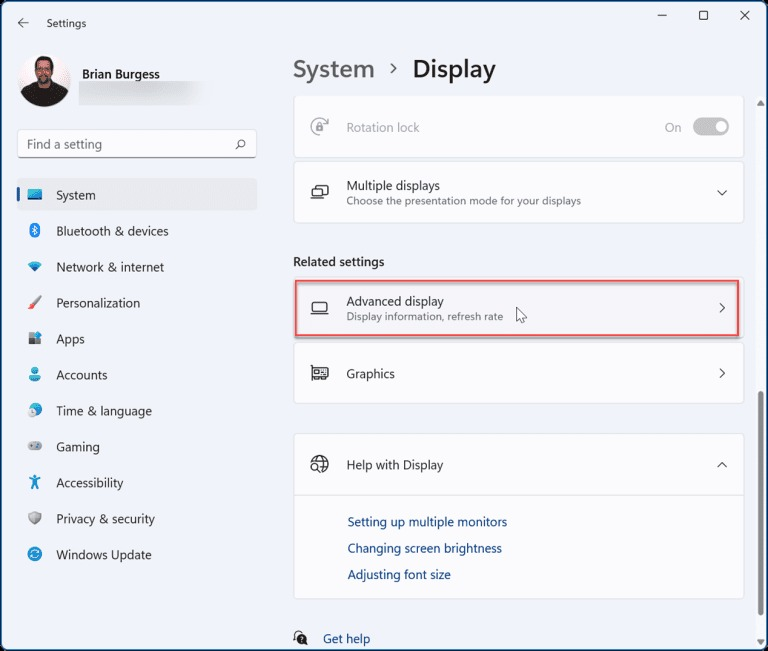 Settings
Brian Burgess
Find a setting
System
Bluetooth & devices
Network & internet
Personalization
Apps
Accounts
Time & language
Gaming
Accessibility
Privacy & security
Windows Update
System > Display
Rotation lock
On
Multiple displays
Choose the presentation mode for your displays
Related settings
Advanced display
Display information, refresh rate
Graphics
Help with Display
Setting up multiple monitors
Changing screen brightness
Adjusting font size
Get help